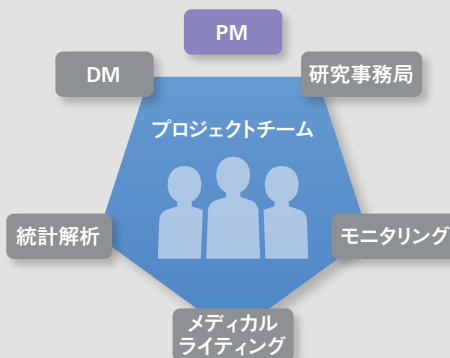 PM
DM
研究事務局
プロジェクトチーム
統計解析
モニタリング
メディカル
ライティング